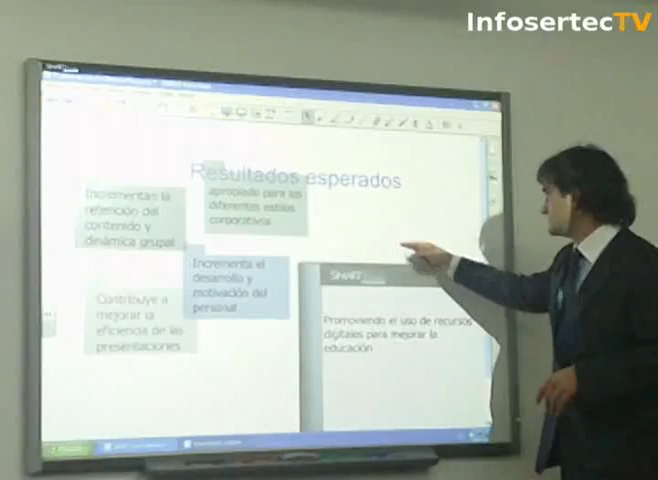 InfosertecTV
SMART
Resultados esperados
Incrementan la
retención del
contenido y
dinámica grupal
apropiado para los
diferentes estilos
corporativos
Incrementa el
desarrollo y
motivación del
personal
Contribuye a
mejorar la
eficiencia de las
presentaciones
SMART
Promoviendo el uso de recursos
digitales para mejorar la
educación